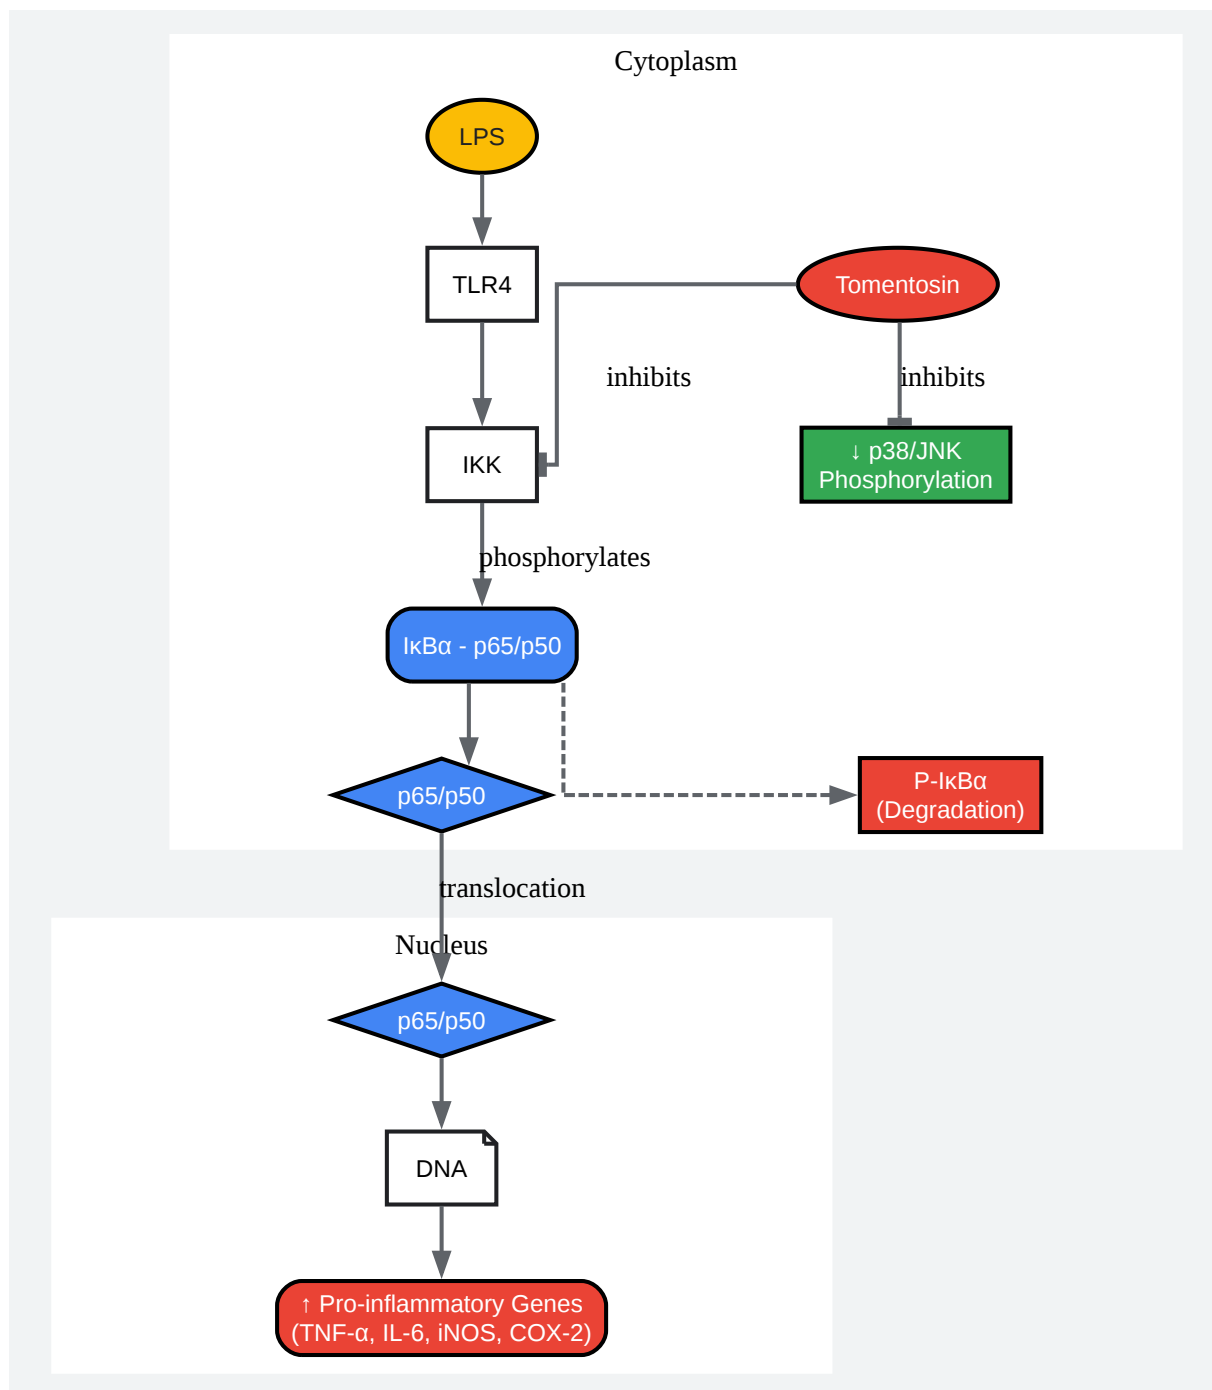 Cytoplasm
LPS
TLR4
Tomentosin
inhibits
inhibits
IKK
↓ p38/JNK
Phosphorylation
phosphorylates
IκBα - p65/p50
p65/p50
P-IκBα
(Degradation)
translocation
Nucleus
p65/p50
DNA
↑ Pro-inflammatory Genes
(TNF-α, IL-6, iNOS, COX-2)